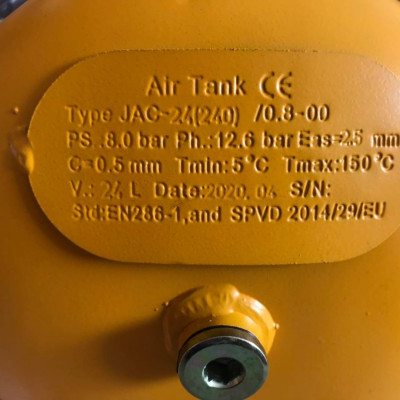 Air Tank CE
Type JAC-24(240) /0.8-00
PS.:8.0 bar Ph.:12.6 bar Eas=2.5 mm
C=0.5mm Tmin:5°C Tmax:150°C
V.: 24 L Date:2020.04 S/N:
Std:EN286-1,and SPVD 2014/29/EU